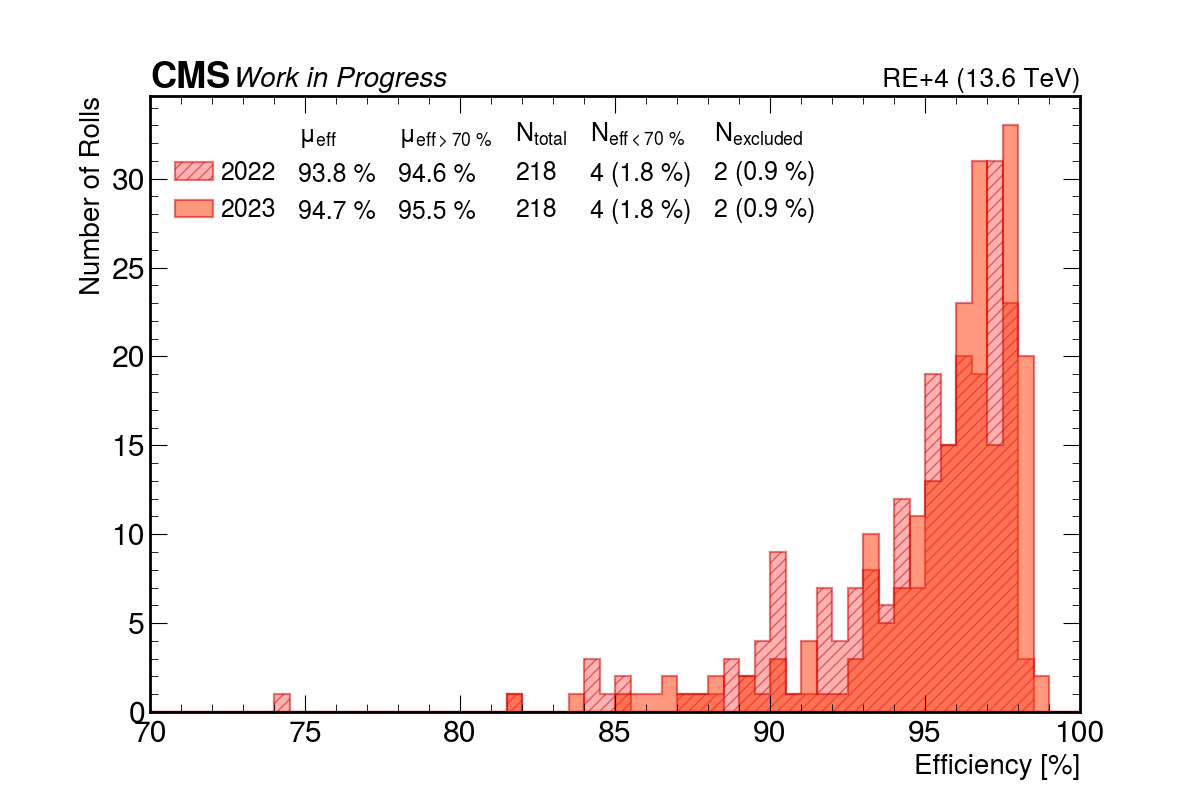 CMS Work in Progress RE+4 (13.6 TeV)
Number of Rolls
μeff μeff > 70 % Ntotal Neff < 70 % Nexcluded
2022 93.8 % 94.6 % 218 4 (1.8 %) 2 (0.9 %)
2023 94.7 % 95.5 % 218 4 (1.8 %) 2 (0.9 %)
30
25
20
15
10
5
0
70 75 80 85 90 95 100
Efficiency [%]